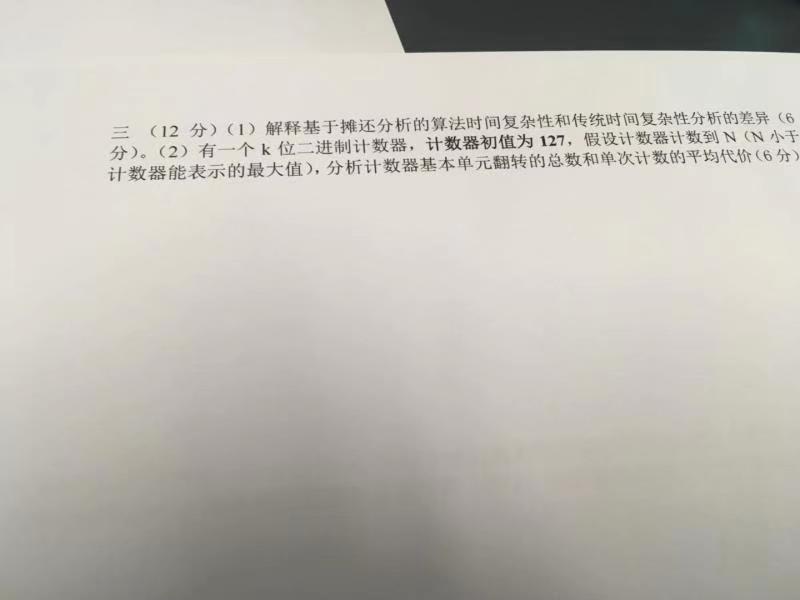 三 （12 分）（1）解释基于摊还分析的算法时间复杂性和传统时间复杂性分析的差异（6
分）。（2）有一个 k 位二进制计数器，计数器初值为 127，假设计数器计数到 N（N 小于
计数器能表示的最大值），分析计数器基本单元翻转的总数和单次计数的平均代价（6 分）